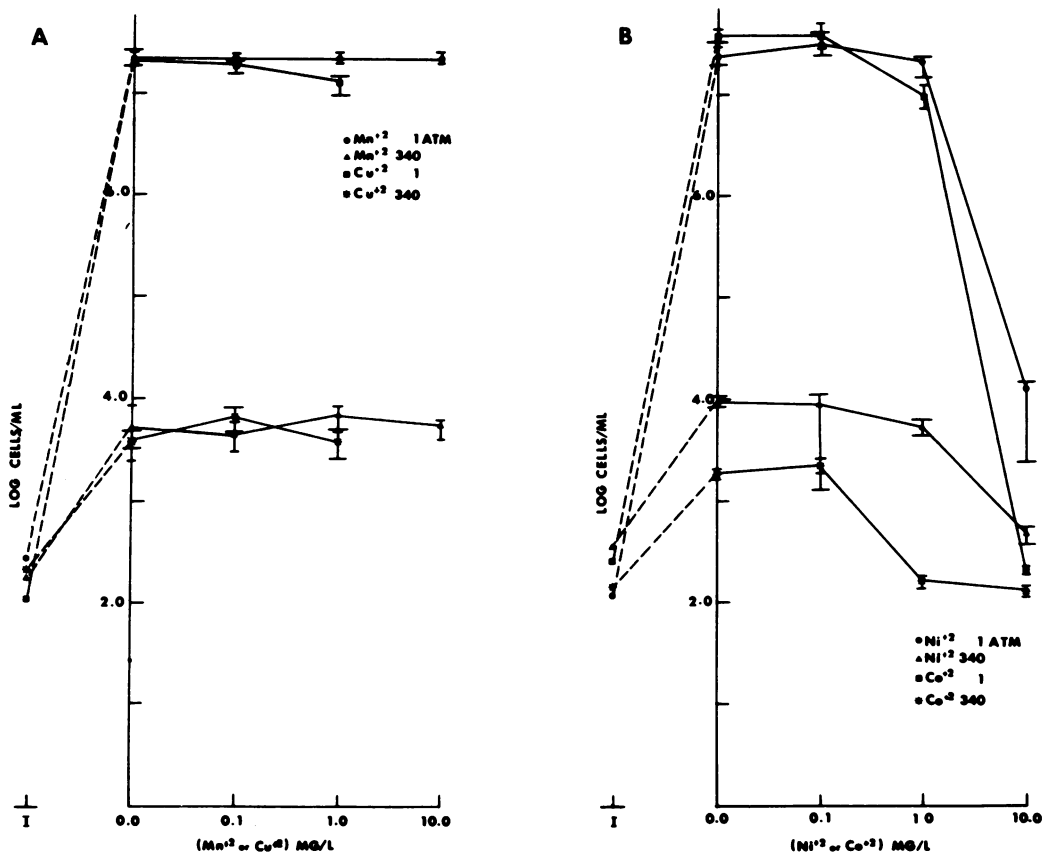 A
LOG CELLS/ML
4.0
2.0
Mn+2 1 ATM
Mn+2 340
Cu+2 1
Cu+2 340
I
0.0 0.1 1.0 10.0
(Mn+2 or Cu+2) MG/L
B
LOG CELLS/ML
6.0
4.0
2.0
Ni+2 1 ATM
Ni+2 340
Co+2 1
Co+2 340
I
0.0 0.1 1 0 10.0
(Ni+2 or Co+2) MG/L